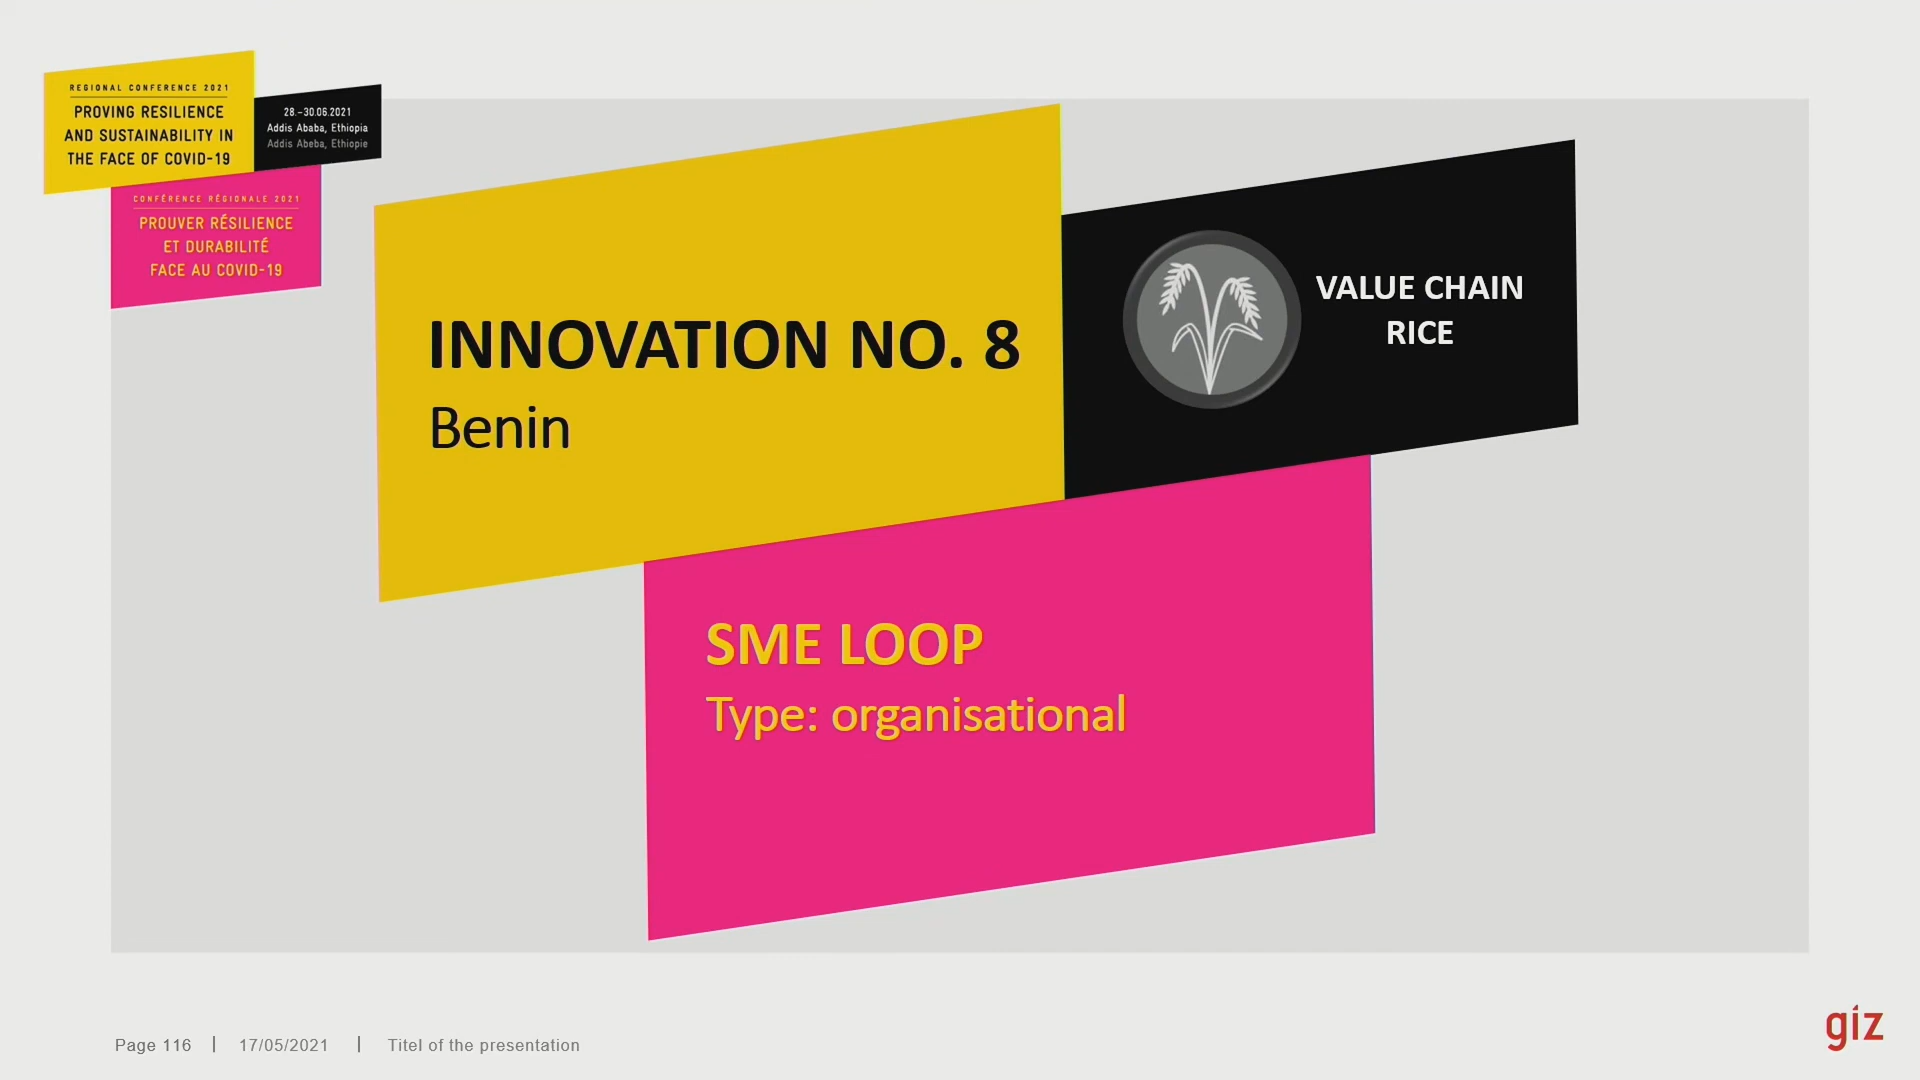 REGIONAL CONFERENCE 2021
PROVING RESILIENCE
AND SUSTAINABILITY IN
THE FACE OF COVID-19
28.–30.06.2021
Addis Ababa, Ethiopia
Addis Abeba, Ethiopie
CONFÉRENCE RÉGIONALE 2021
PROUVER RÉSILIENCE
ET DURABILITÉ
FACE AU COVID-19
INNOVATION NO. 8
Benin
VALUE CHAIN
RICE
SME LOOP
Type: organisational
Page 116 | 17/05/2021 | Titel of the presentation
giz